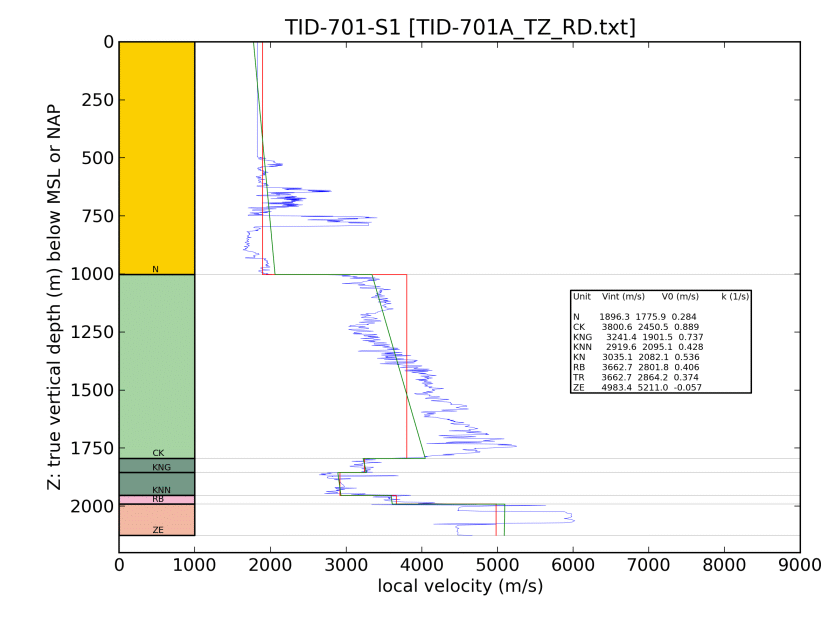 TID-701-S1 [TID-701A_TZ_RD.txt]
Z: true vertical depth (m) below MSL or NAP
0
250
500
750
1000
1250
1500
1750
2000
N
CK
KNG
KNN
RB
ZE
Unit Vint (m/s) V0 (m/s) k (1/s)
N 1896.3 1775.9 0.284
CK 3800.6 2450.5 0.889
KNG 3241.4 1901.5 0.737
KNN 2919.6 2095.1 0.428
KN 3035.1 2082.1 0.536
RB 3662.7 2801.8 0.406
TR 3662.7 2864.2 0.374
ZE 4983.4 5211.0 -0.057
0 1000 2000 3000 4000 5000 6000 7000 8000 9000
local velocity (m/s)